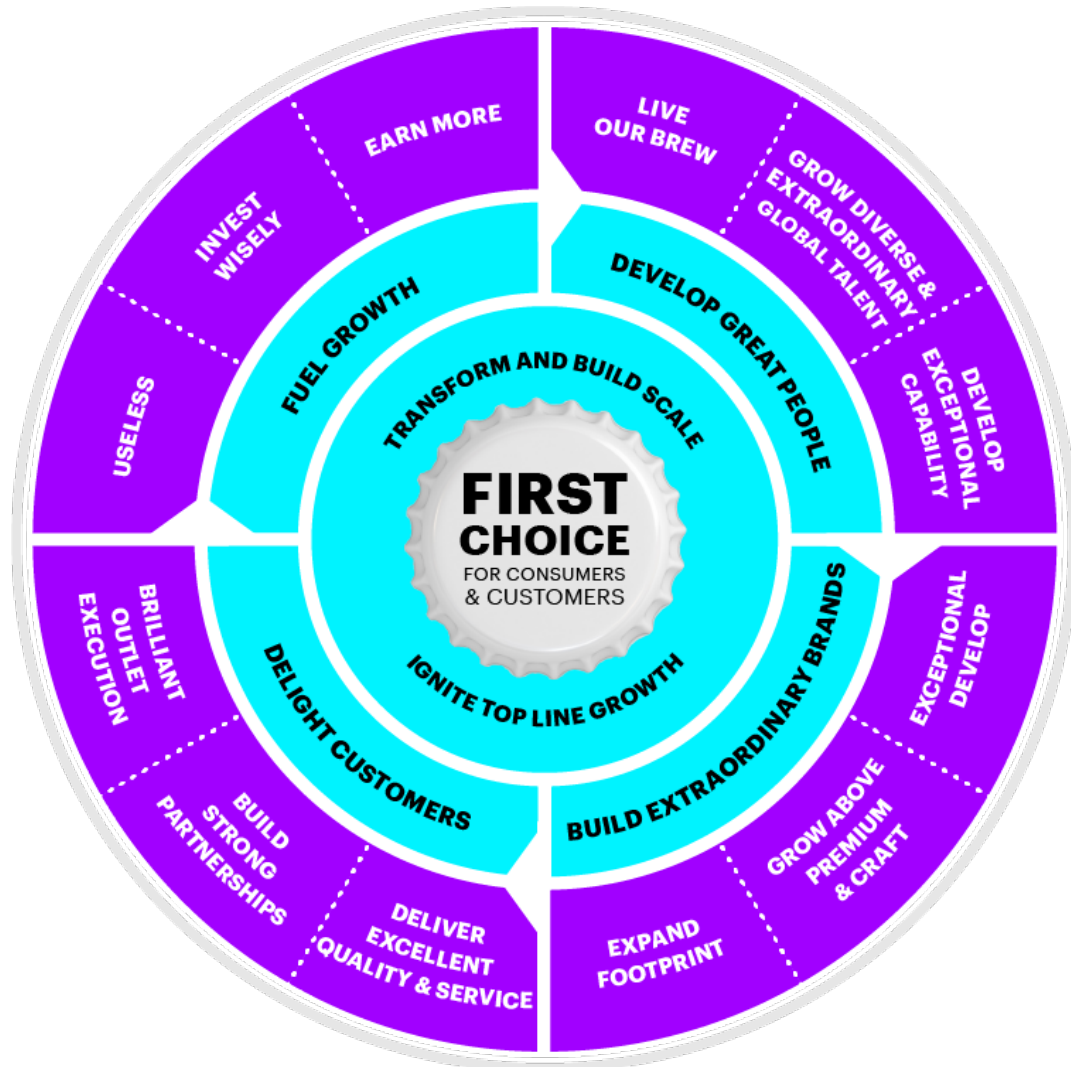 FIRST
CHOICE
FOR CONSUMERS
& CUSTOMERS
TRANSFORM AND BUILD SCALE
IGNITE TOP LINE GROWTH
DEVELOP GREAT PEOPLE
LIVE
OUR BREW
GROW DIVERSE &
EXTRAORDINARY
GLOBAL TALENT
DEVELOP
EXCEPTIONAL
CAPABILITY
BUILD EXTRAORDINARY BRANDS
EXCEPTIONAL
DEVELOP
GROW ABOVE
PREMIUM
& CRAFT
EXPAND
FOOTPRINT
DELIGHT CUSTOMERS
DELIVER
EXCELLENT
QUALITY & SERVICE
BUILD
STRONG
PARTNERSHIPS
BRILLIANT
OUTLET
EXECUTION
FUEL GROWTH
USELESS
INVEST
WISELY
EARN MORE